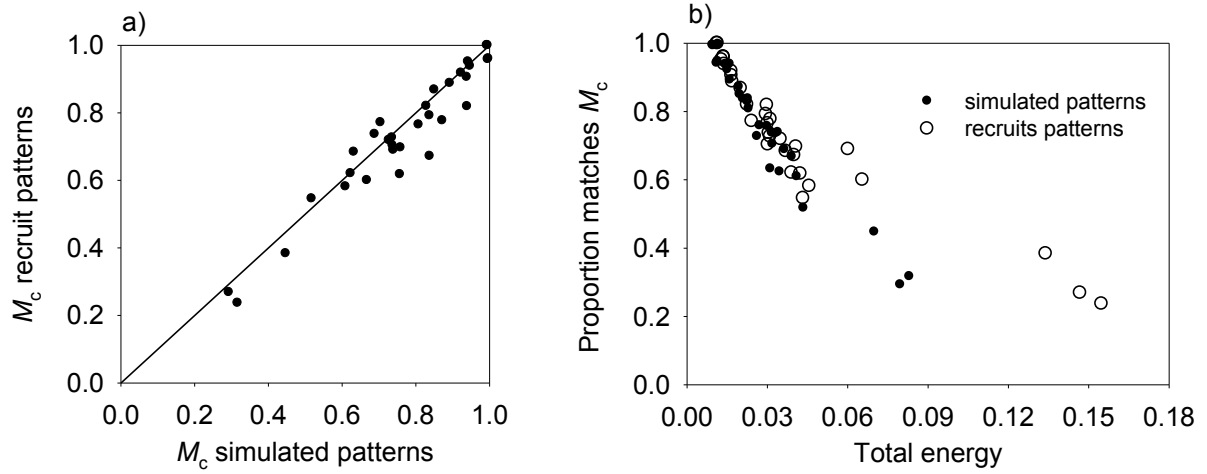 a)
1.0
0.8
0.6
0.4
0.2
0.0
M_c recruit patterns
0.0 0.2 0.4 0.6 0.8 1.0
M_c simulated patterns
b)
1.0
0.8
0.6
0.4
0.2
0.0
Proportion matches M_c
simulated patterns
recruits patterns
0.00 0.03 0.06 0.09 0.12 0.15 0.18
Total energy